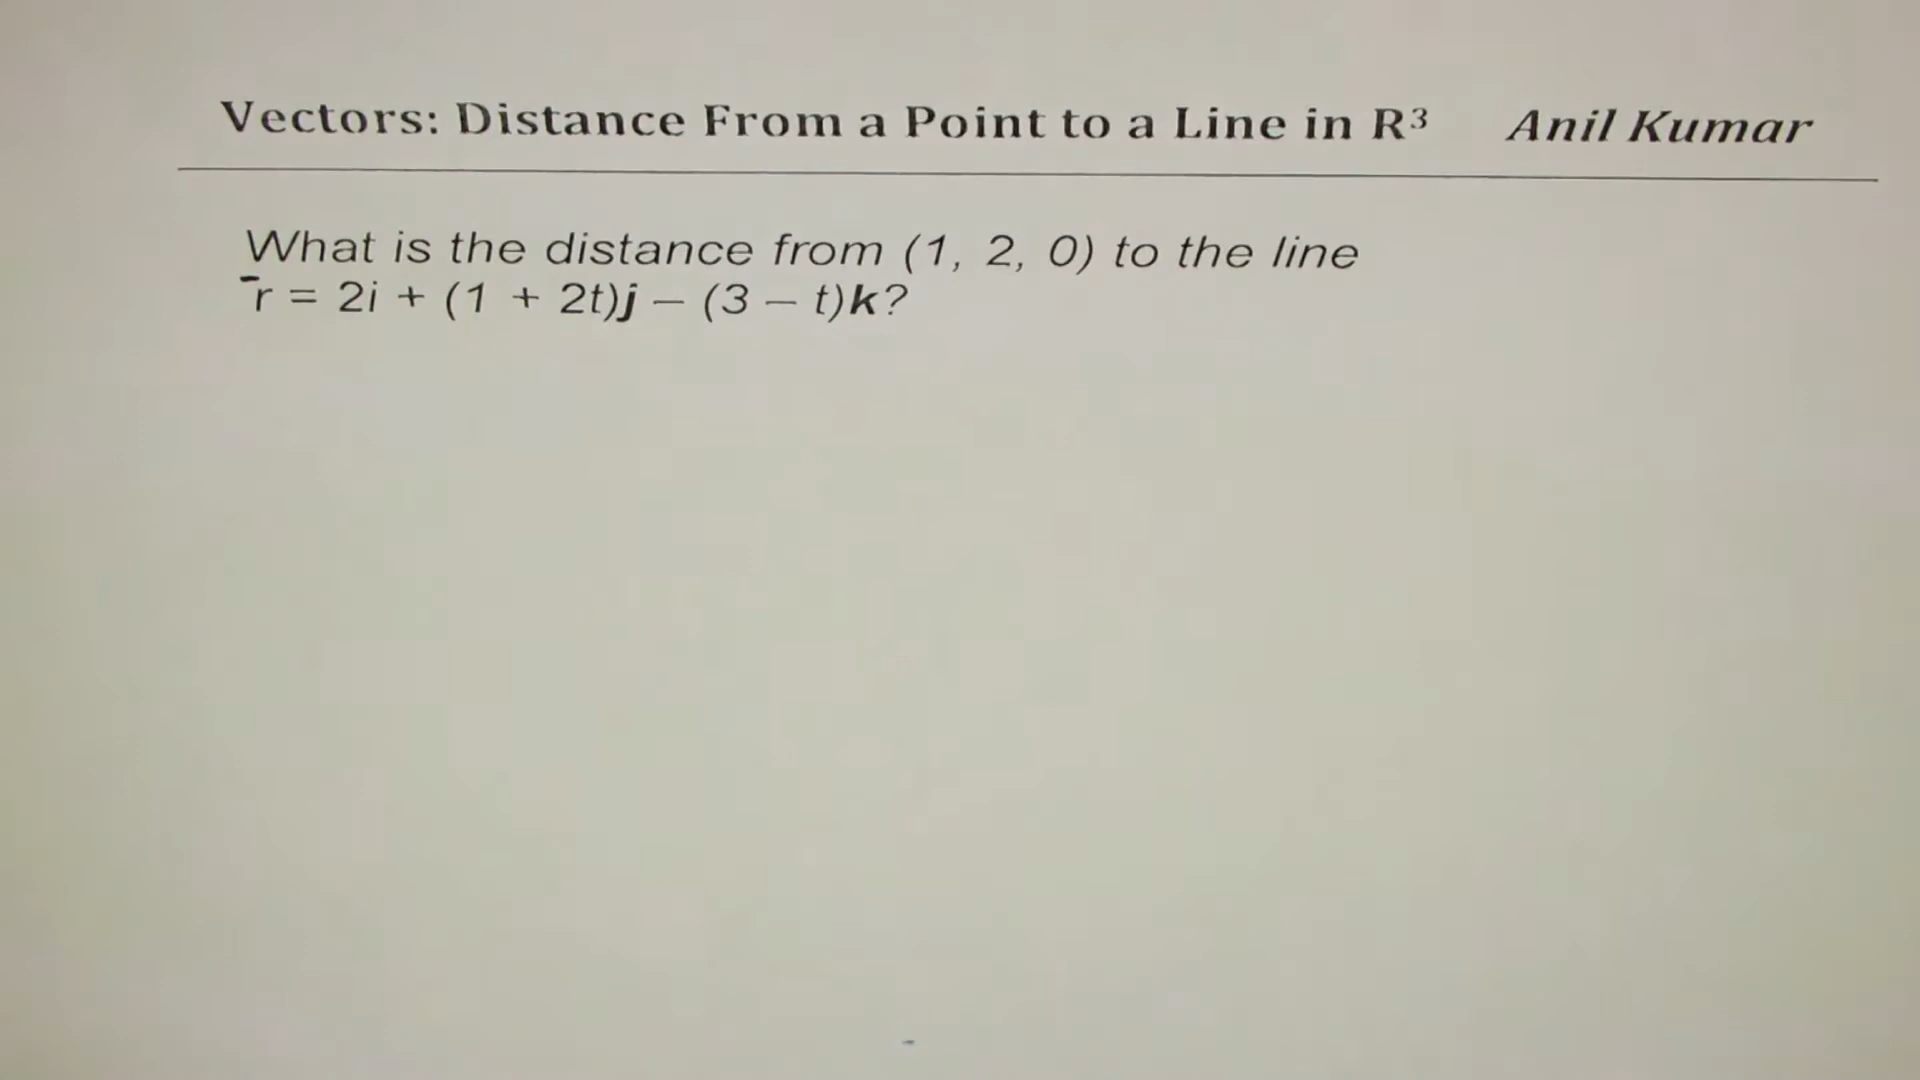 Vectors: Distance From a Point to a Line in R³ Anil Kumar
What is the distance from (1, 2, 0) to the line
r̄ = 2i + (1 + 2t)j – (3 – t)k?